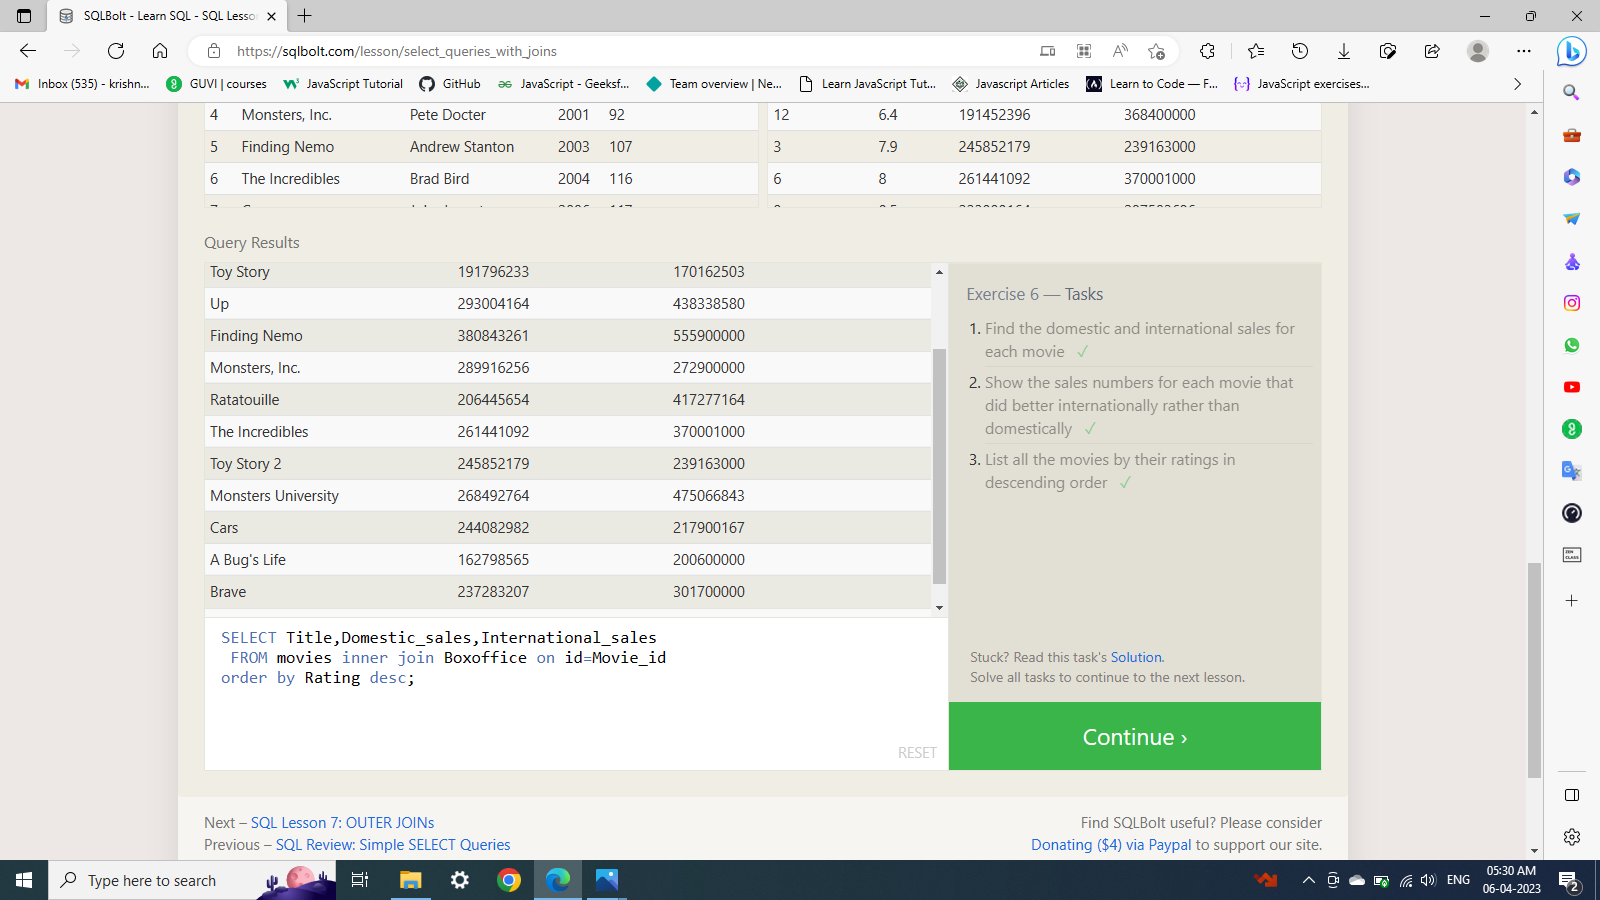 SQLBolt - Learn SQL - SQL Lesso
https://sqlbolt.com/lesson/select_queries_with_joins
Inbox (535) - krishn...
GUVI | courses
JavaScript Tutorial
GitHub
JavaScript - Geeksf...
Team overview | Ne...
Learn JavaScript Tut...
Javascript Articles
Learn to Code — F...
JavaScript exercises...
4 Monsters, Inc. Pete Docter 2001 92
12 6.4 191452396 368400000
5 Finding Nemo Andrew Stanton 2003 107
3 7.9 245852179 239163000
6 The Incredibles Brad Bird 2004 116
6 8 261441092 370001000
Query Results
Toy Story 191796233 170162503
Up 293004164 438338580
Finding Nemo 380843261 555900000
Monsters, Inc. 289916256 272900000
Ratatouille 206445654 417277164
The Incredibles 261441092 370001000
Toy Story 2 245852179 239163000
Monsters University 268492764 475066843
Cars 244082982 217900167
A Bug's Life 162798565 200600000
Brave 237283207 301700000
SELECT Title,Domestic_sales,International_sales
FROM movies inner join Boxoffice on id=Movie_id
order by Rating desc;
RESET
Exercise 6 — Tasks
1. Find the domestic and international sales for
each movie ✓
2. Show the sales numbers for each movie that
did better internationally rather than
domestically ✓
3. List all the movies by their ratings in
descending order ✓
Stuck? Read this task's Solution.
Solve all tasks to continue to the next lesson.
Continue ›
Next – SQL Lesson 7: OUTER JOINs
Previous – SQL Review: Simple SELECT Queries
Find SQLBolt useful? Please consider
Donating ($4) via Paypal to support our site.
Type here to search
ENG
05:30 AM
06-04-2023
2